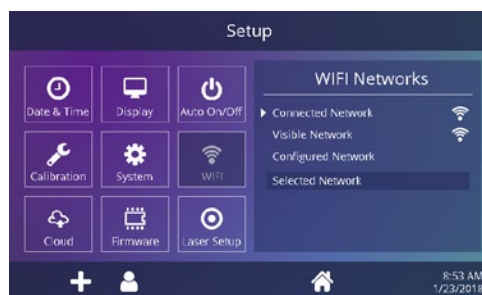 Setup
WIFI Networks
Date & Time
Display
Auto On/Off
Connected Network
Visible Network
Configured Network
Selected Network
Calibration
System
WIFI
Cloud
Firmware
Laser Setup
8:53 AM
1/23/2018